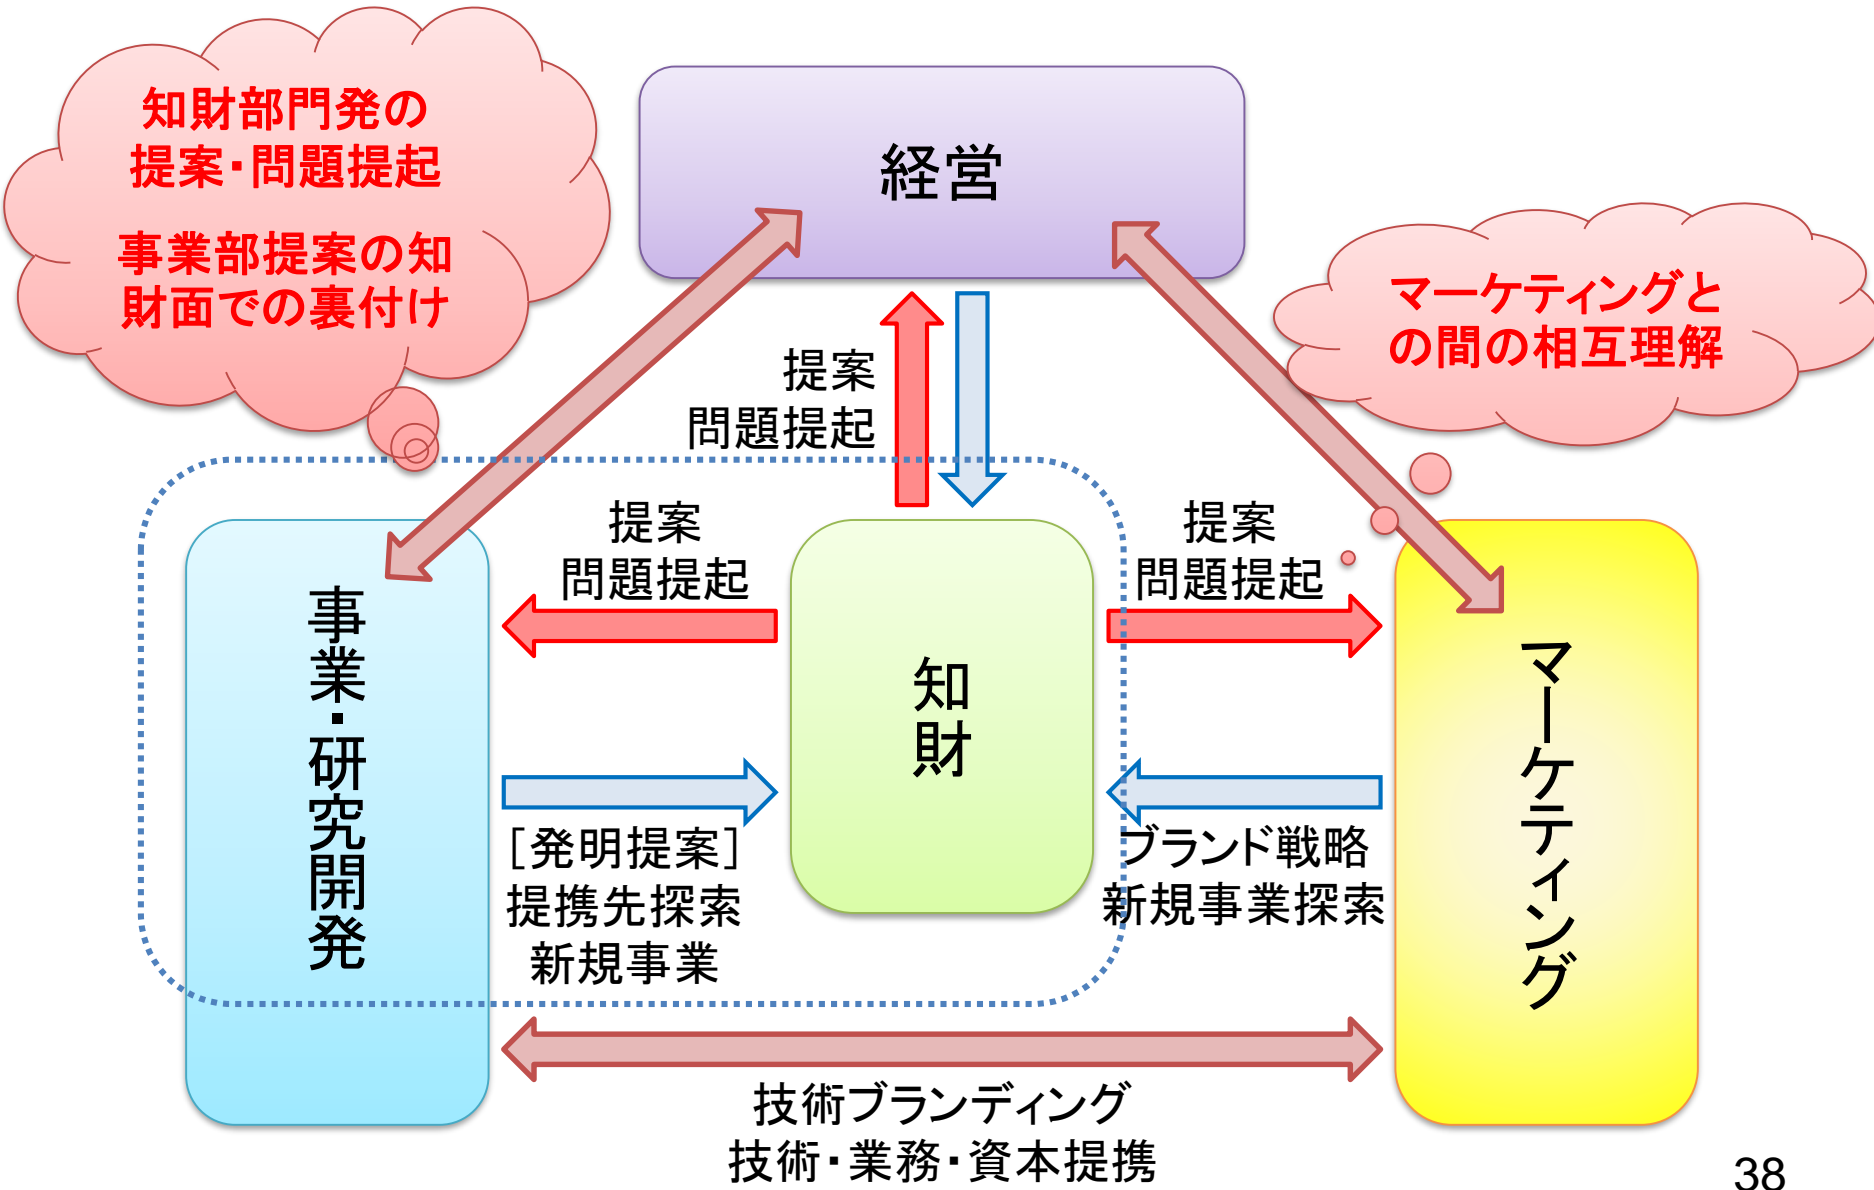 知財部門発の
提案・問題提起
事業部提案の知
財面での裏付け
経営
マーケティングと
の間の相互理解
提案
問題提起
提案
問題提起
提案
問題提起
事業・研究開発
知財
マーケティング
［発明提案］
提携先探索
新規事業
ブランド戦略
新規事業探索
技術ブランディング
技術・業務・資本提携
38